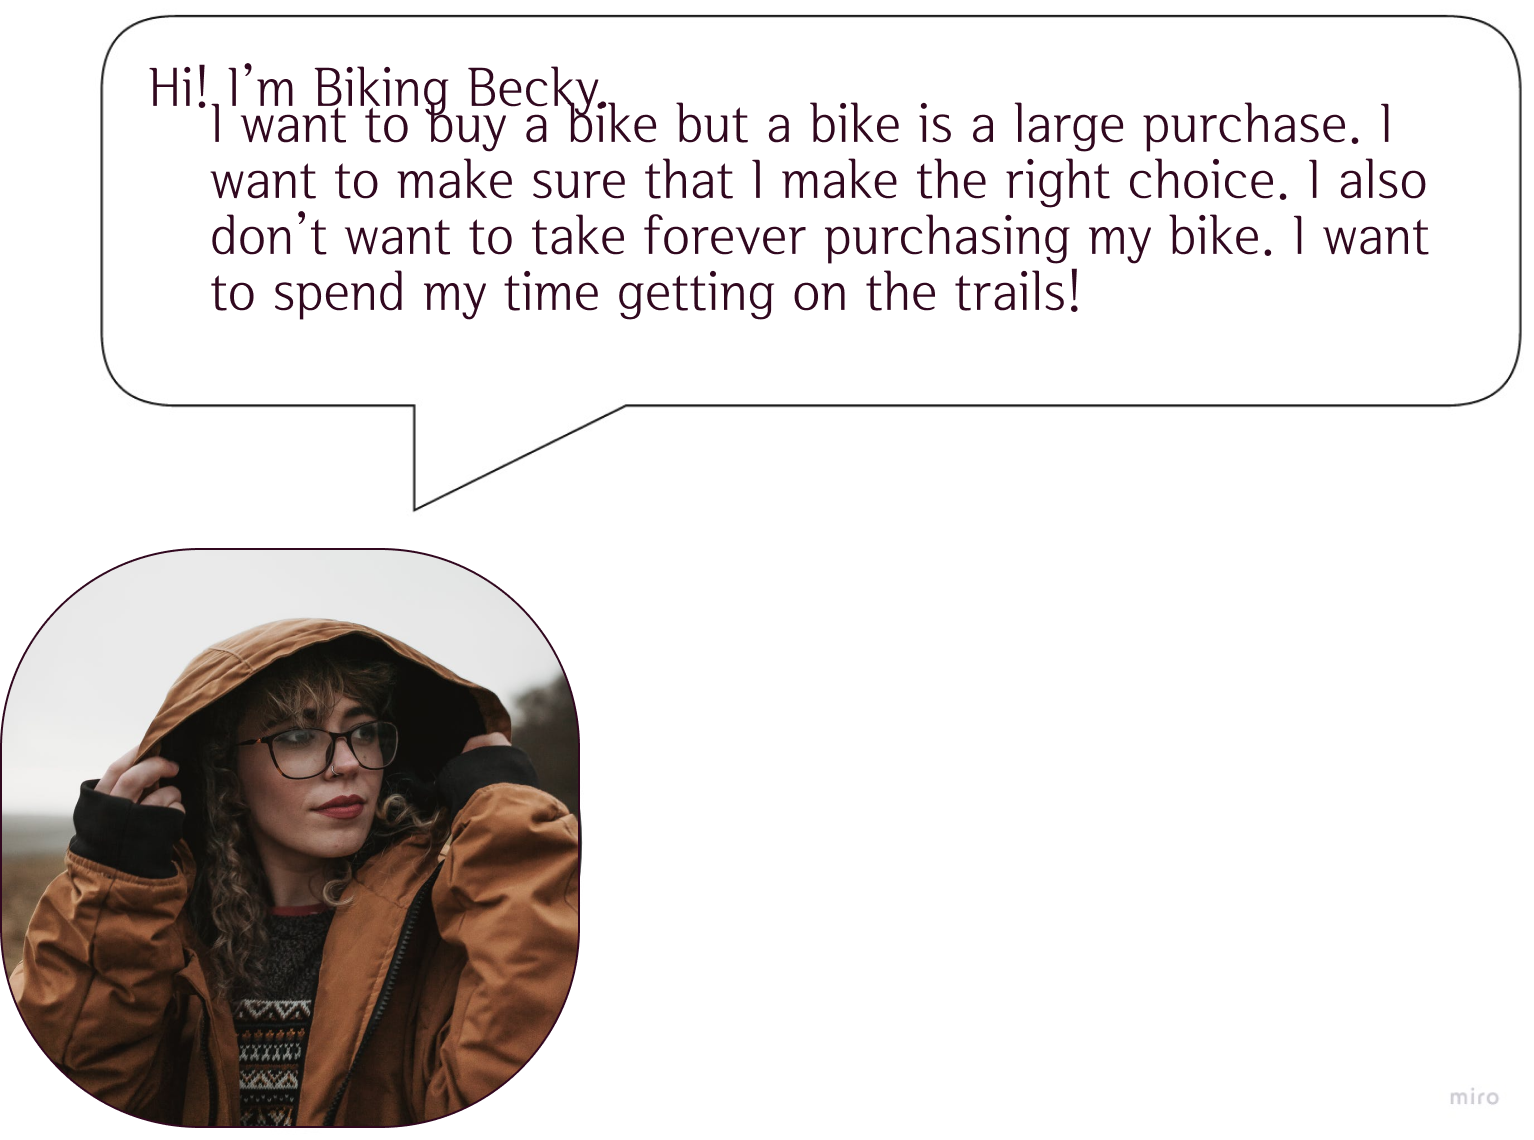 Hi! I’m Biking Becky.
I want to buy a bike but a bike is a large purchase. I
want to make sure that I make the right choice. I also
don’t want to take forever purchasing my bike. I want
to spend my time getting on the trails!
miro